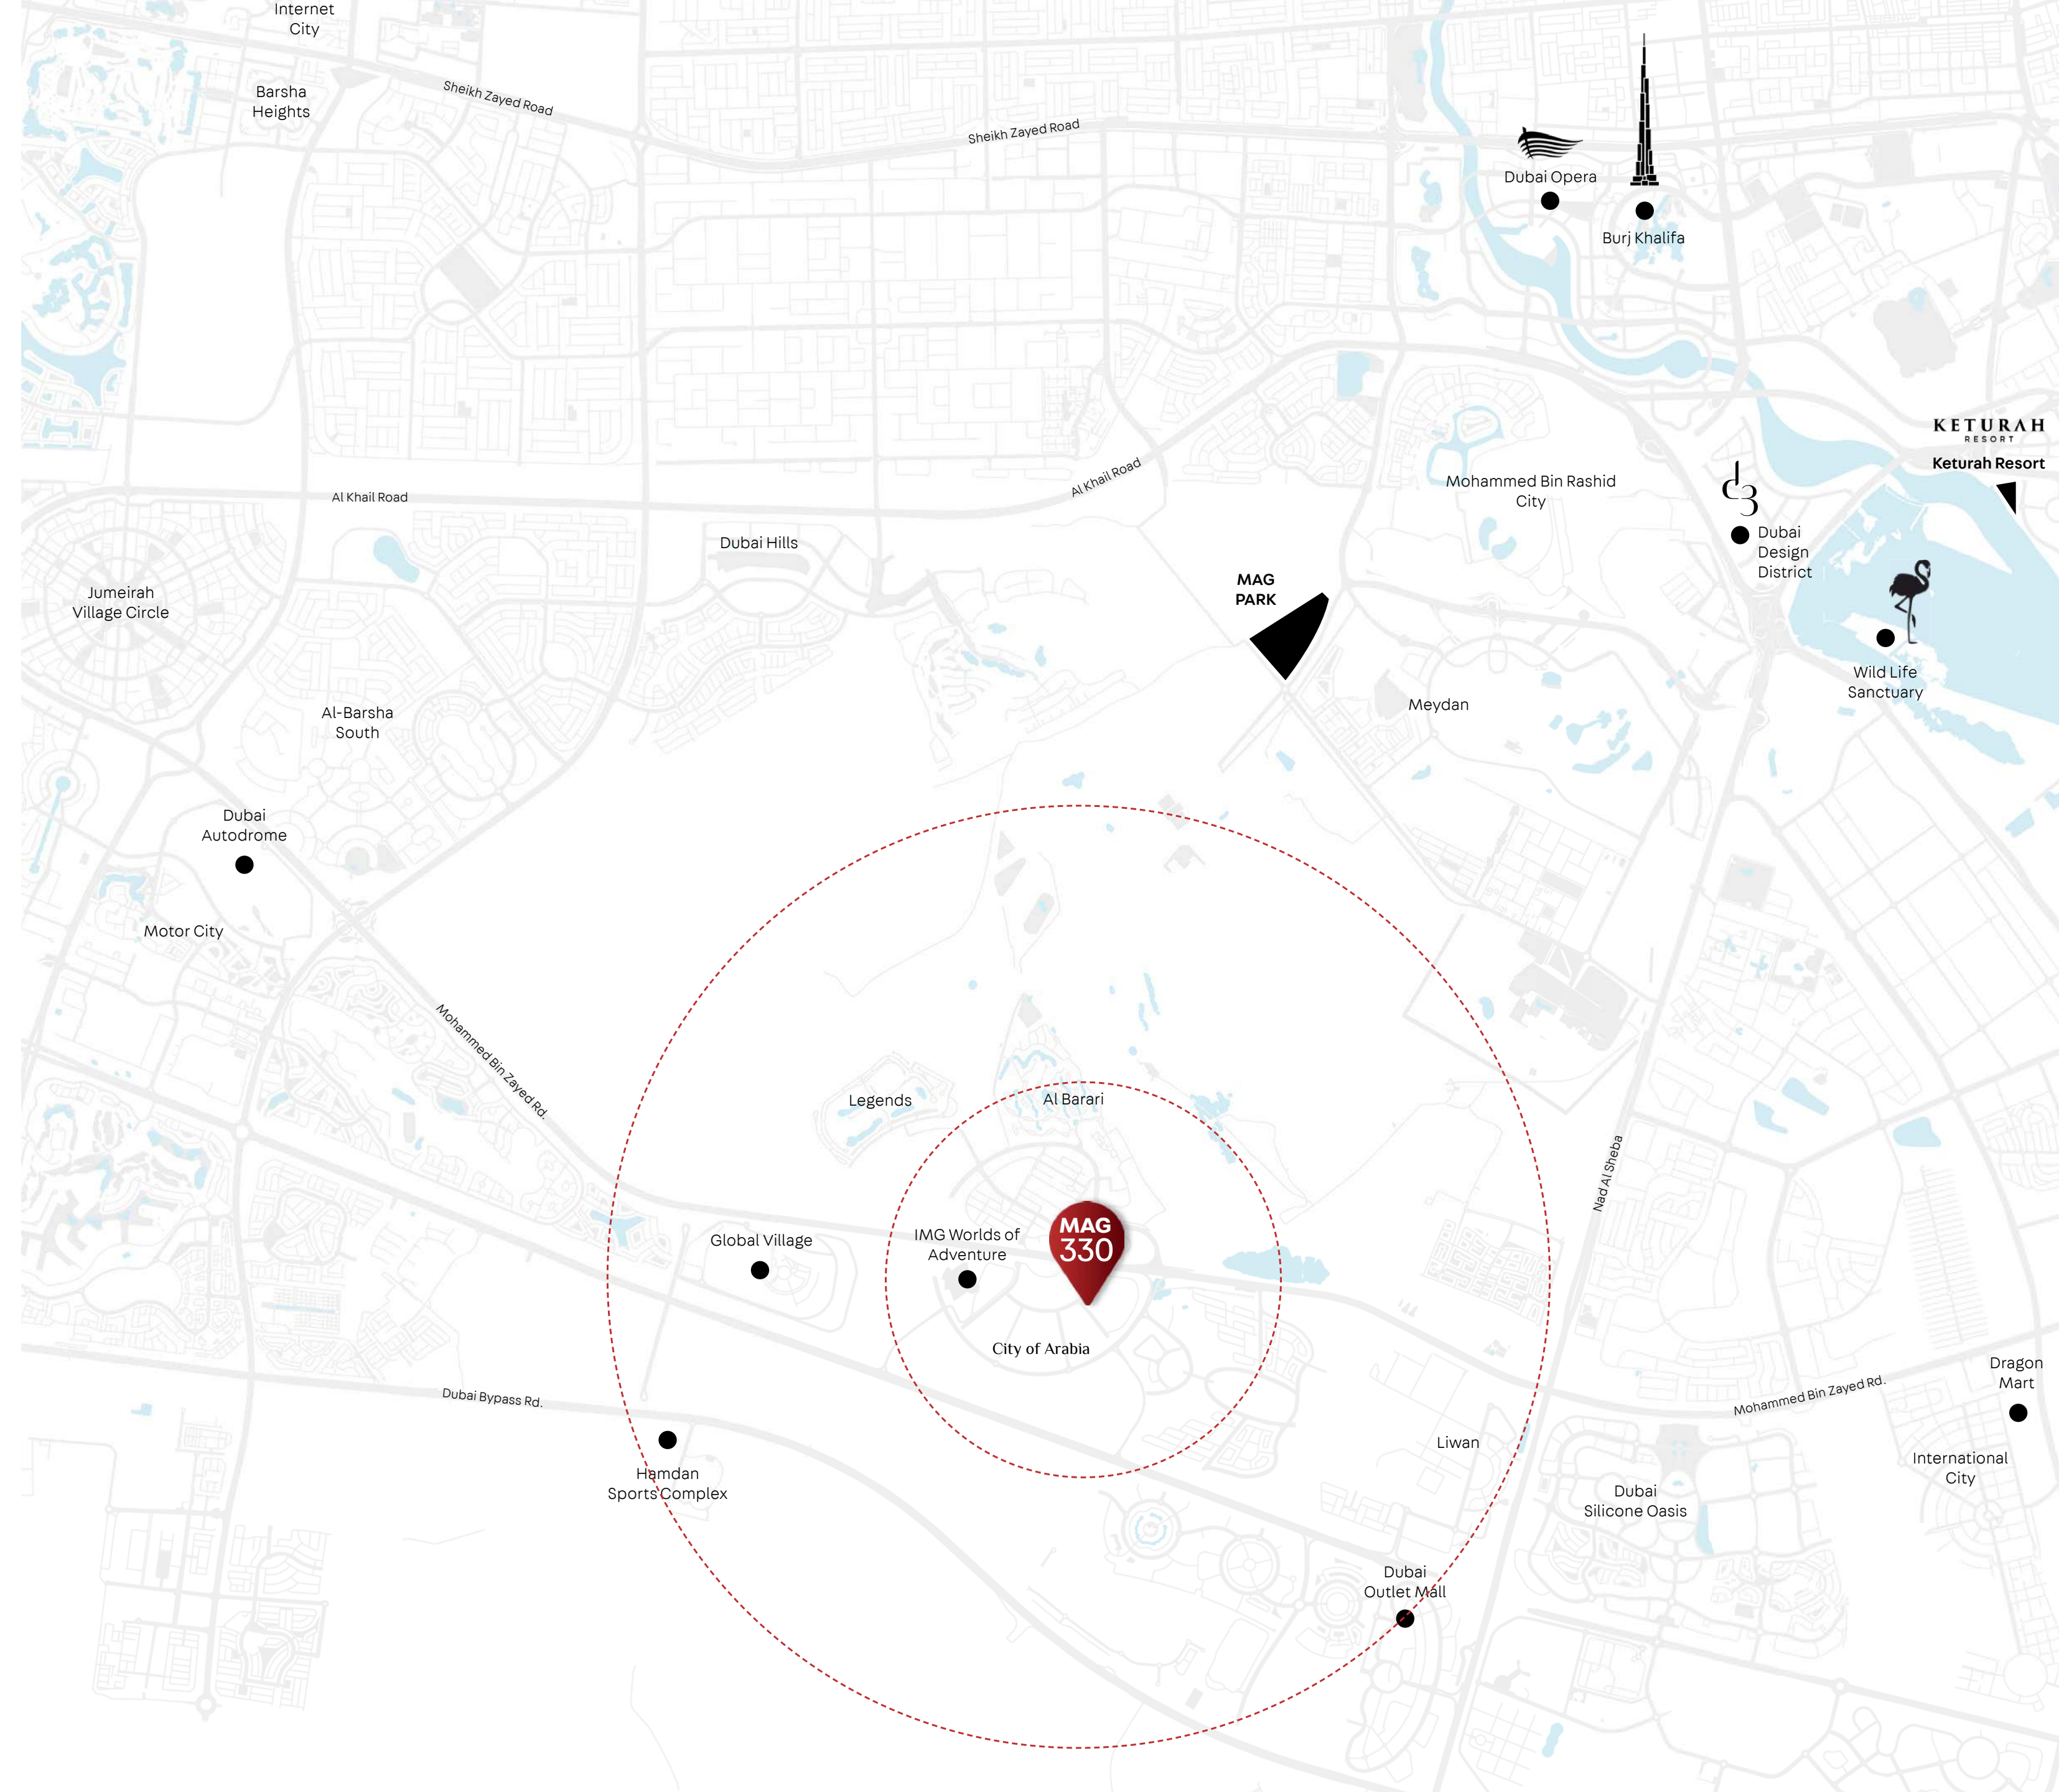 Internet
City
Barsha
Heights
Sheikh Zayed Road
Sheikh Zayed Road
Dubai Opera
Burj Khalifa
KETURAH
RESORT
Keturah Resort
Al Khail Road
Al Khail Road
Mohammed Bin Rashid
City
d3
Dubai
Design
District
Dubai Hills
Jumeirah
Village Circle
MAG
PARK
Wild Life
Sanctuary
Meydan
Al-Barsha
South
Dubai
Autodrome
Motor City
Mohammed Bin Zayed Rd.
Legends
Al Barari
Nad Al Sheba
Global Village
IMG Worlds of
Adventure
MAG
330
City of Arabia
Dubai Bypass Rd.
Mohammed Bin Zayed Rd.
Dragon
Mart
Liwan
International
City
Hamdan
Sports Complex
Dubai
Silicone Oasis
Dubai
Outlet Mall